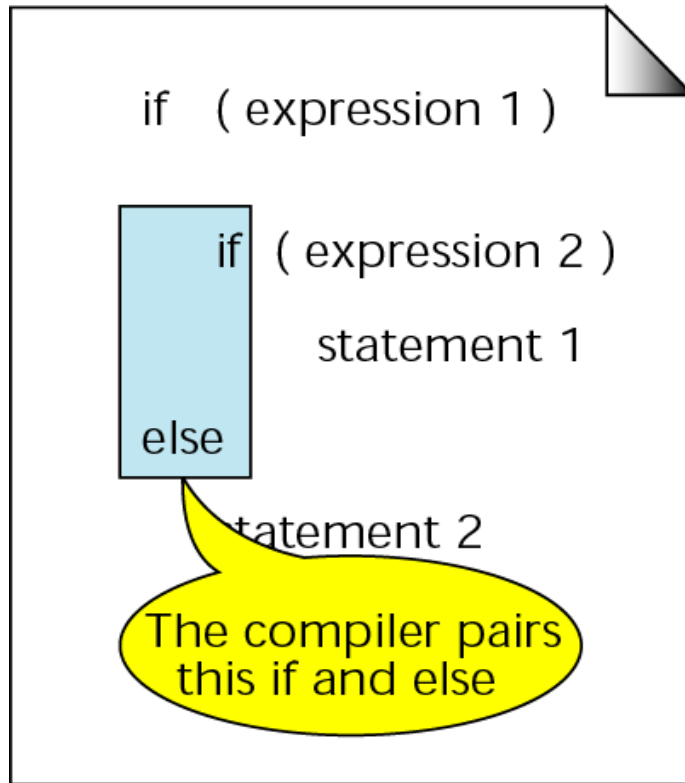 if ( expression 1 )
if ( expression 2 )
statement 1
else
statement 2
The compiler pairs
this if and else